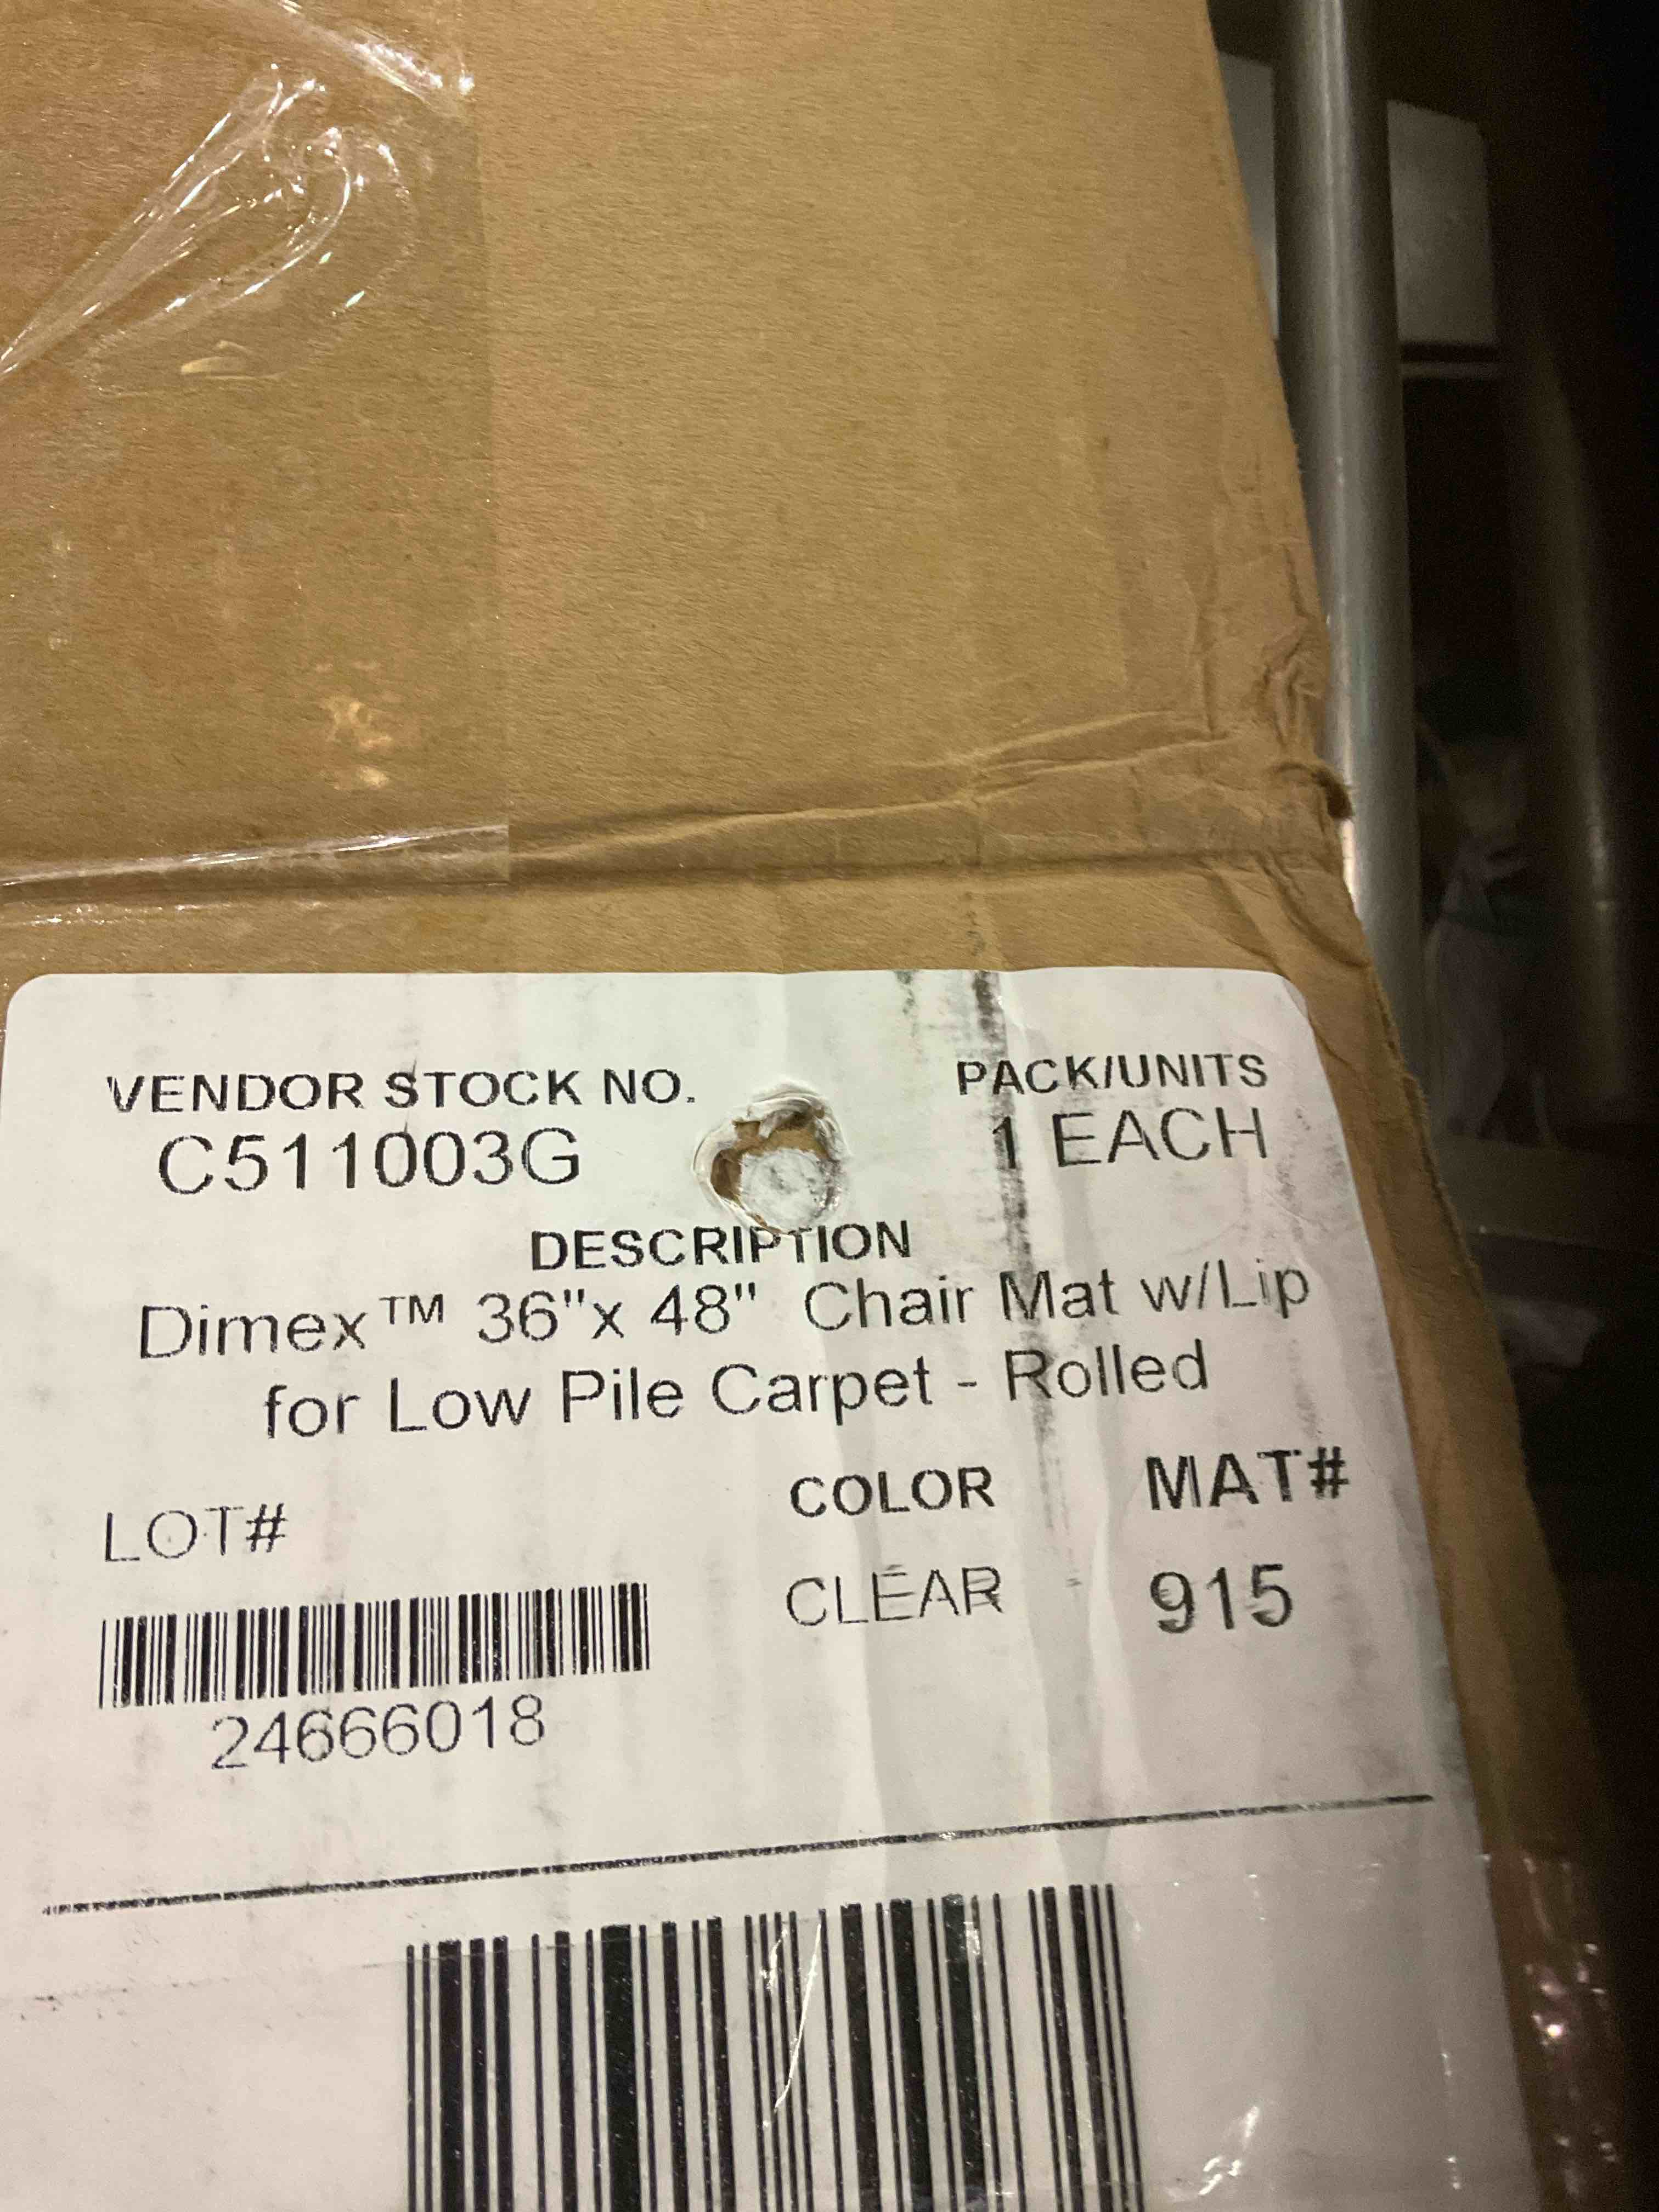 VENDOR STOCK NO. PACK/UNITS
C511003G 1 EACH
DESCRIPTION
Dimex™ 36"x 48" Chair Mat w/Lip
for Low Pile Carpet - Rolled
LOT# COLOR MAT#
CLEAR 915
24666018